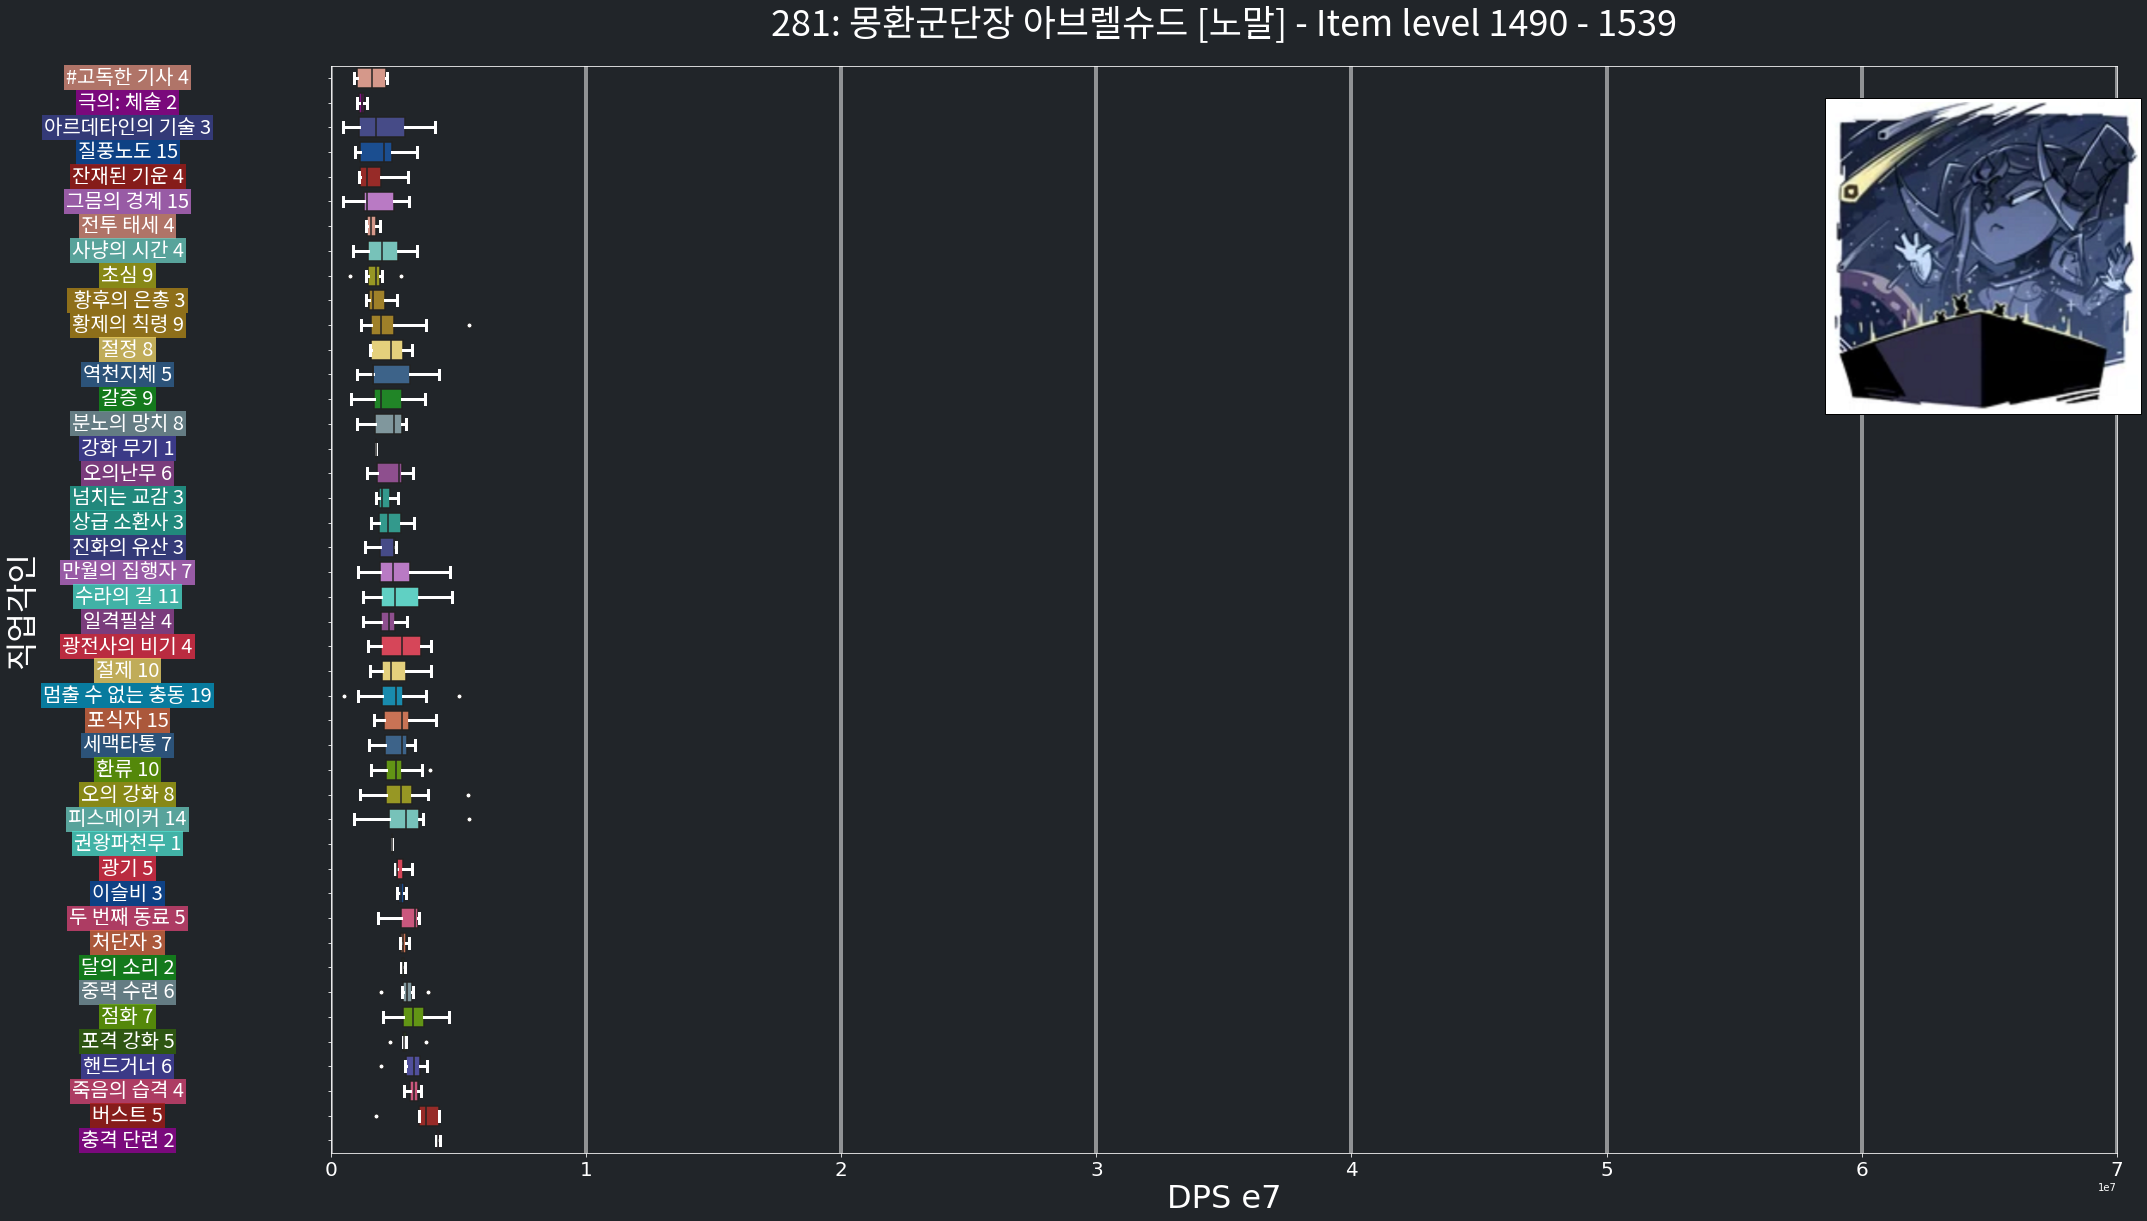 281: 몽환군단장 아브렐슈드 [노말] - Item level 1490 - 1539
직업각인
#고독한 기사 4
극의: 체술 2
아르데타인의 기술 3
질풍노도 15
잔재된 기운 4
그믐의 경계 15
전투 태세 4
사냥의 시간 4
초심 9
황후의 은총 3
황제의 칙령 9
절정 8
역천지체 5
갈증 9
분노의 망치 8
강화 무기 1
오의난무 6
넘치는 교감 3
상급 소환사 3
진화의 유산 3
만월의 집행자 7
수라의 길 11
일격필살 4
광전사의 비기 4
절제 10
멈출 수 없는 충동 19
포식자 15
세맥타통 7
환류 10
오의 강화 8
피스메이커 14
권왕파천무 1
광기 5
이슬비 3
두 번째 동료 5
처단자 3
달의 소리 2
중력 수련 6
점화 7
포격 강화 5
핸드거너 6
죽음의 습격 4
버스트 5
충격 단련 2
0 1 2 3 4 5 6 7
1e7
DPS e7